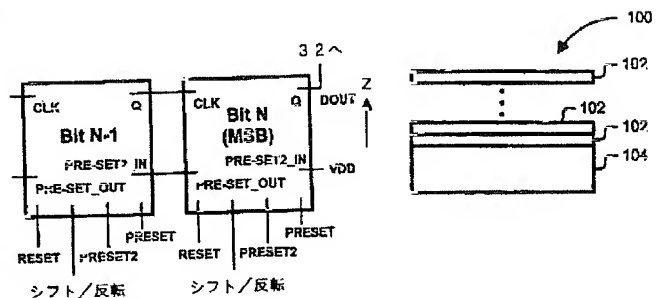 100
３２へ
102
CLK Q
CLK Q
DOUT
Z
Bit N-1
Bit N
(MSB)
102
102
PRE-SET2_IN
PRE-SET_OUT
PRE-SET2_IN
PRE-SET_OUT
VDD
104
RESET
PRESET2
PRESET
RESET
PRESET2
PRESET
シフト／反転
シフト／反転